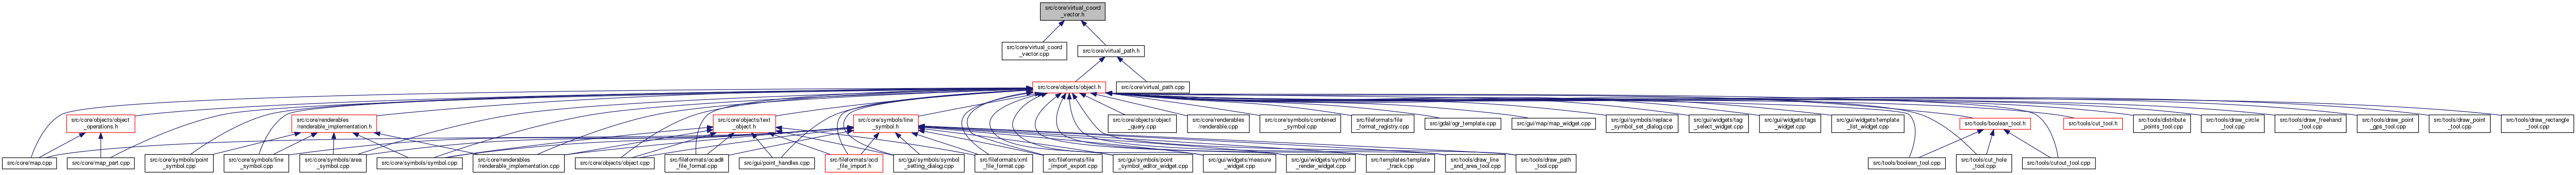 src/core/virtual_coord
_vector.h
src/core/virtual_coord
_vector.cpp
src/core/virtual_path.h
src/core/objects/object.h
src/core/virtual_path.cpp
src/core/objects/object
_operations.h
src/core/renderables
/renderable_implementation.h
src/core/objects/text
_object.h
src/core/symbols/line
_symbol.h
src/core/objects/object
_query.cpp
src/core/renderables
/renderable.cpp
src/core/symbols/combined
_symbol.cpp
src/fileformats/file
_format_registry.cpp
src/gdal/ogr_template.cpp
src/gui/map/map_widget.cpp
src/gui/symbols/replace
_symbol_set_dialog.cpp
src/gui/widgets/tag
_select_widget.cpp
src/gui/widgets/tags
_widget.cpp
src/gui/widgets/template
_list_widget.cpp
src/tools/boolean_tool.h
src/tools/cut_tool.h
src/tools/distribute
_points_tool.cpp
src/tools/draw_circle
_tool.cpp
src/tools/draw_freehand
_tool.cpp
src/tools/draw_point
_gps_tool.cpp
src/tools/draw_point
_tool.cpp
src/tools/draw_rectangle
_tool.cpp
src/core/map.cpp
src/core/map_part.cpp
src/core/symbols/point
_symbol.cpp
src/core/symbols/line
_symbol.cpp
src/core/symbols/area
_symbol.cpp
src/core/symbols/symbol.cpp
src/core/renderables
/renderable_implementation.cpp
src/core/objects/object.cpp
src/fileformats/ocad8
_file_format.cpp
src/gui/point_handles.cpp
src/fileformats/ocd
_file_import.h
src/gui/symbols/symbol
_setting_dialog.cpp
src/fileformats/xml
_file_format.cpp
src/fileformats/file
_import_export.cpp
src/gui/symbols/point
_symbol_editor_widget.cpp
src/gui/widgets/measure
_widget.cpp
src/gui/widgets/symbol
_render_widget.cpp
src/templates/template
_track.cpp
src/tools/draw_line
_and_area_tool.cpp
src/tools/draw_path
_tool.cpp
src/tools/boolean_tool.cpp
src/tools/cut_hole
_tool.cpp
src/tools/cutout_tool.cpp